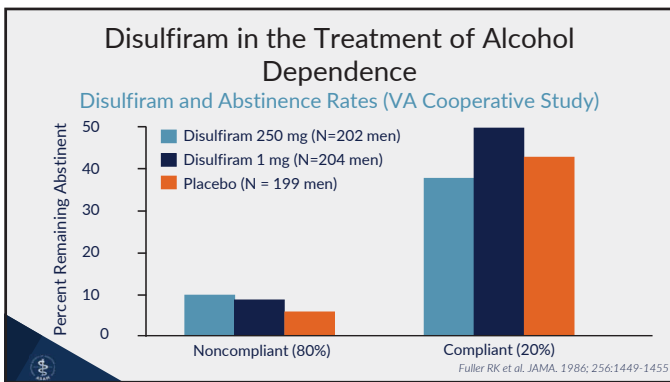 Disulfiram in the Treatment of Alcohol
Dependence
Disulfiram and Abstinence Rates (VA Cooperative Study)
Percent Remaining Abstinent
50
40
30
20
10
0
Disulfiram 250 mg (N=202 men)
Disulfiram 1 mg (N=204 men)
Placebo (N = 199 men)
Noncompliant (80%)
Compliant (20%)
Fuller RK et al. JAMA. 1986; 256:1449-1455
ASAM